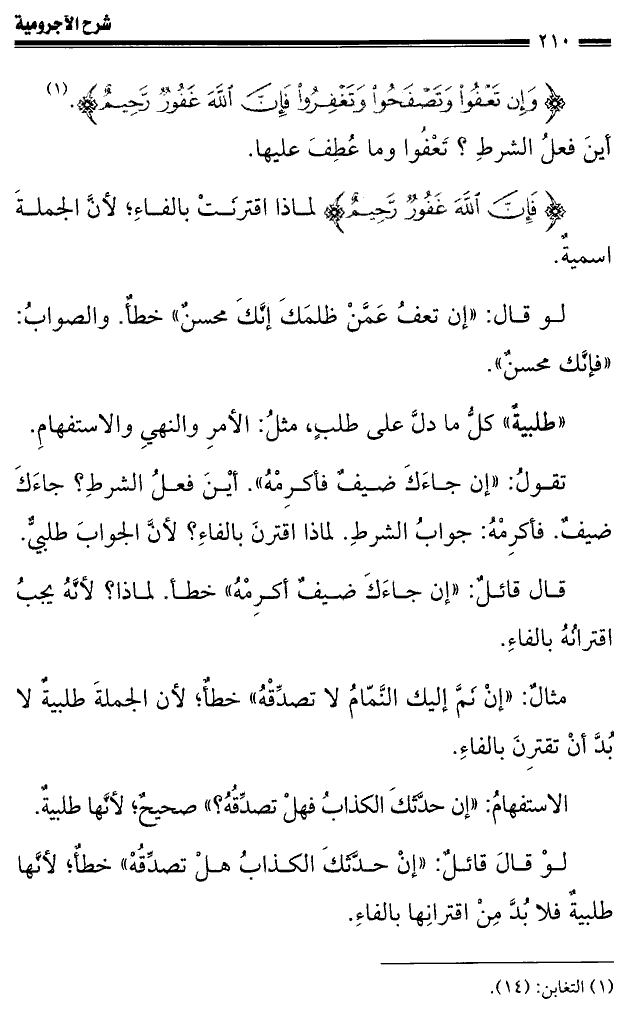 شرح الآجرومية
٢١٠
﴿ وَإِن تَعْفُوا۟ وَتَصْفَحُوا۟ وَتَغْفِرُوا۟ فَإِنَّ ٱللَّهَ غَفُورٌ رَّحِيمٌ ﴾.(١)
أينَ فعلُ الشرطِ ؟ تَعْفُوا وما عُطِفَ عليها.
﴿ فَإِنَّ ٱللَّهَ غَفُورٌ رَّحِيمٌ ﴾ لماذا اقترنَتْ بالفاءِ؛ لأنَّ الجملةَ
اسميةٌ.
لو قال: «إن تعفُ عَمَّنْ ظلمَكَ إنَّكَ محسنٌ» خطأٌ. والصوابُ:
«فإنَّك محسنٌ».
«طلبيةٌ» كلُّ ما دلَّ على طلبٍ، مثلُ: الأمرِ والنهيِ والاستفهامِ.
تقولُ: «إن جاءَكَ ضيفٌ فأكرمْهُ». أيْنَ فعلُ الشرطِ؟ جاءَكَ
ضيفٌ. فأكرِمْهُ: جوابُ الشرط. لماذا اقترنَ بالفاءِ؟ لأنَّ الجوابَ طلبيٌّ.
قال قائلٌ: «إن جاءَكَ ضيفٌ أكرِمْهُ» خطأ. لماذا؟ لأنَّهُ يجبُ
اقترانُهُ بالفاءِ.
مثالٌ: «إنْ نَمَّ إليك النَّمّامُ لا تصدِّقْهُ» خطأٌ؛ لأن الجملةَ طلبيةٌ لا
بُدَّ أنْ تقترِنَ بالفاءِ.
الاستفهامُ: «إن حدَّثَكَ الكذابُ فهلْ تصدِّقُهُ؟» صحيحٌ؛ لأنَّها طلبيةٌ.
لوْ قالَ قائلٌ: «إنْ حدَّثَكَ الكذابُ هلْ تصدِّقُهْ» خطأٌ؛ لأنَّها
طلبيةٌ فلا بُدَّ مِنْ اقترانِها بالفاءِ.
(١) التغابن: (١٤).